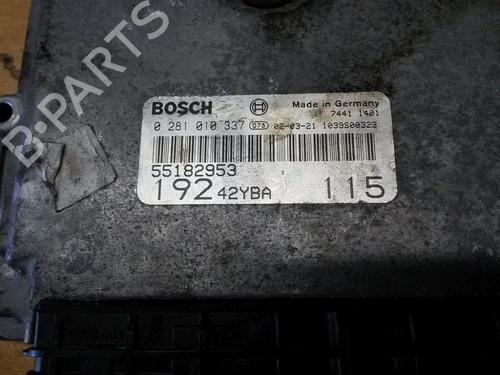 BOSCH Made in Germany
7441 1401
0 281 010 337 078 02-03-21 1039S00323
55182953
192 42YBA 115
B-PARTS